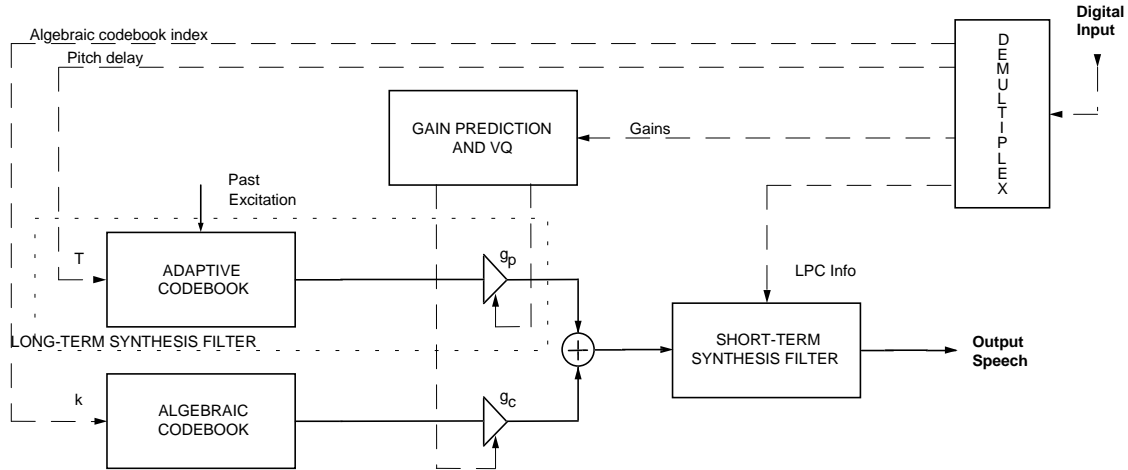 Digital
Input
Algebraic codebook index
Pitch delay
DEMULTIPLEX
GAIN PREDICTION
AND VQ
Gains
Past
Excitation
T
ADAPTIVE
CODEBOOK
gp
LPC Info
LONG-TERM SYNTHESIS FILTER
SHORT-TERM
SYNTHESIS FILTER
Output
Speech
k
ALGEBRAIC
CODEBOOK
gc